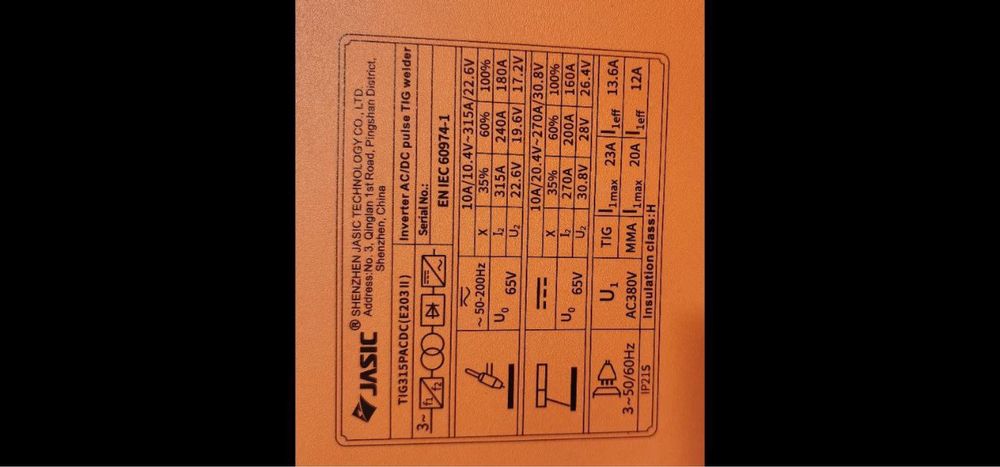 JASIC® SHENZHEN JASIC TECHNOLOGY CO., LTD.
Address:No. 3, Qinglan 1st Road, Pingshan District,
Shenzhen, China
TIG315PACDC(E203II) Inverter AC/DC pulse TIG welder
3~ f1 f2 Serial No.:
EN IEC 60974-1
~ 50-200Hz 10A/10.4V~315A/22.6V
X 35% 60% 100%
U0 65V I2 315A 240A 180A
U2 22.6V 19.6V 17.2V
10A/20.4V~270A/30.8V
X 35% 60% 100%
U0 65V I2 270A 200A 160A
U2 30.8V 28V 26.4V
U1 TIG I1max 23A I1eff 13.6A
3~50/60Hz AC380V MMA I1max 20A I1eff 12A
IP21S Insulation class:H